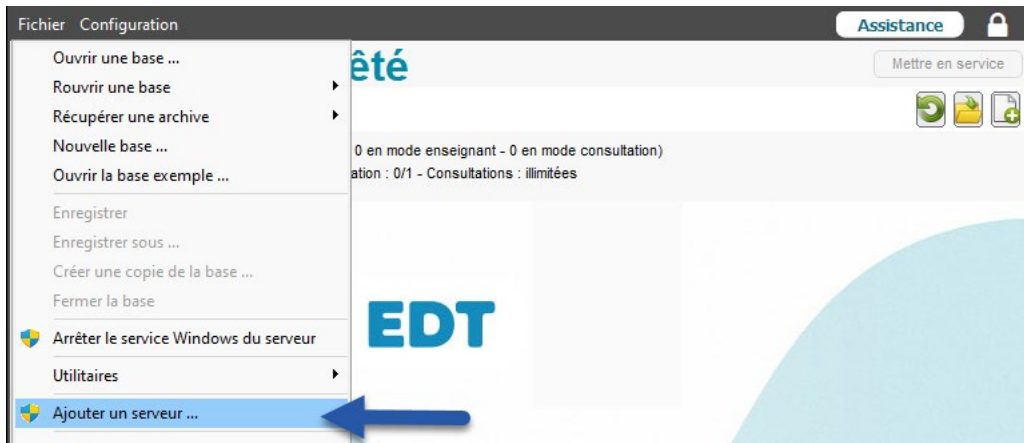 Fichier Configuration
Assistance
Ouvrir une base ...
êté
Mettre en service
Rouvrir une base
Récupérer une archive
Nouvelle base ...
0 en mode enseignant - 0 en mode consultation)
Ouvrir la base exemple ...
ation : 0/1 - Consultations : illimitées
Enregistrer
Enregistrer sous ...
Créer une copie de la base ...
Fermer la base
EDT
Arrêter le service Windows du serveur
Utilitaires
Ajouter un serveur ...